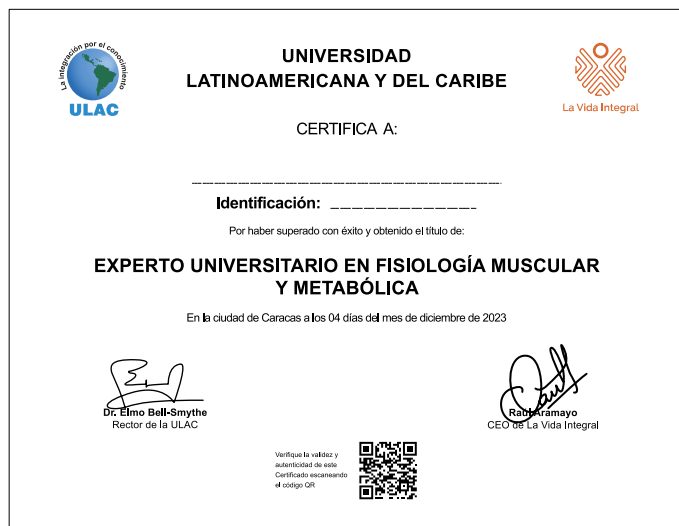 La integración por el conocimiento
ULAC
UNIVERSIDAD
LATINOAMERICANA Y DEL CARIBE
La Vida Integral
CERTIFICA A:
Identificación:
Por haber superado con éxito y obtenido el título de:
EXPERTO UNIVERSITARIO EN FISIOLOGÍA MUSCULAR
Y METABÓLICA
En la ciudad de Caracas a los 04 días del mes de diciembre de 2023
Dr. Elmo Bell-Smythe
Rector de la ULAC
Raúl Aramayo
CEO de La Vida Integral
Verifique la validez y
autenticidad de este
Certificado escaneando
el código QR